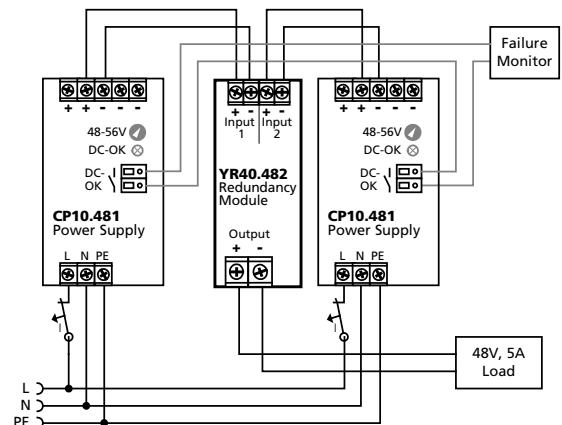 Failure
Monitor
+ + - - -
+ - + -
Input Input
1 2
+ + - - -
48-56V
DC-OK
DC-
OK
CP10.481
Power Supply
L N PE
YR40.482
Redundancy
Module
Output
+ -
48-56V
DC-OK
DC-
OK
CP10.481
Power Supply
L N PE
I
I
48V, 5A
Load
L
N
PE